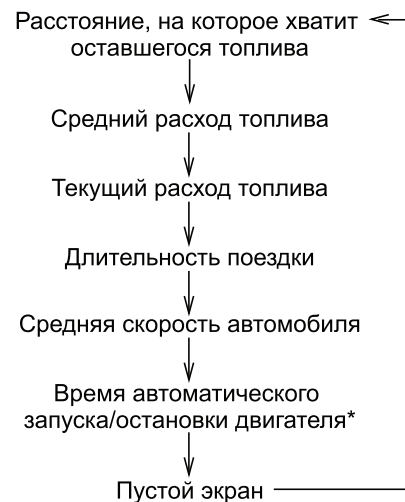 Расстояние, на которое хватит
оставшегося топлива
Средний расход топлива
Текущий расход топлива
Длительность поездки
Средняя скорость автомобиля
Время автоматического
запуска/остановки двигателя*
Пустой экран